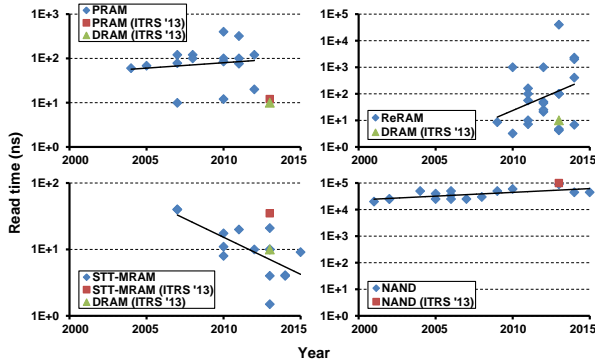 1E+3
1E+2
1E+1
1E+0
PRAM
PRAM (ITRS '13)
DRAM (ITRS '13)
2000 2005 2010 2015
1E+5
1E+4
1E+3
1E+2
1E+1
1E+0
ReRAM
DRAM (ITRS '13)
2000 2005 2010 2015
Read time (ns)
1E+2
1E+1
1E+0
STT-MRAM
STT-MRAM (ITRS '13)
DRAM (ITRS '13)
2000 2005 2010 2015
1E+5
1E+4
1E+3
1E+2
1E+1
1E+0
NAND
NAND (ITRS '13)
2000 2005 2010 2015
Year